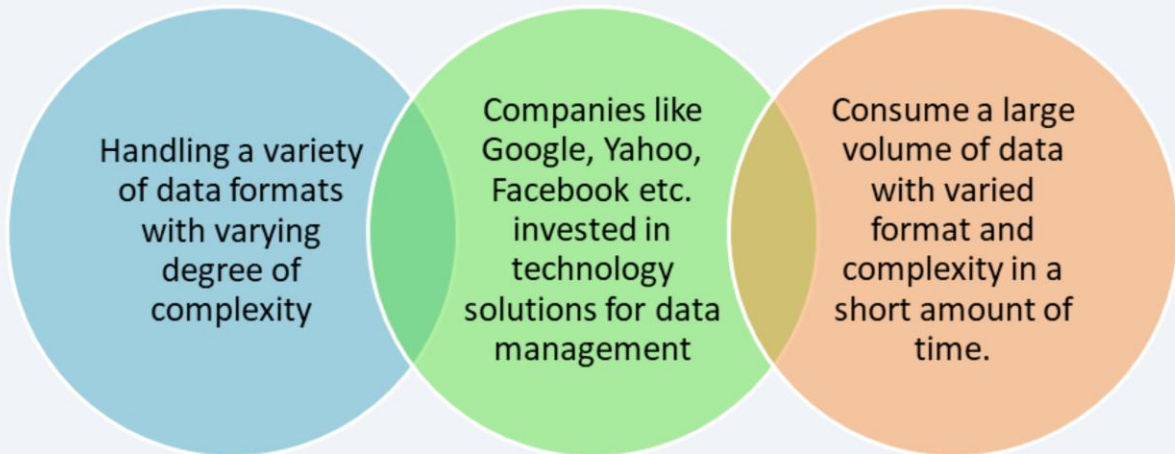 Handling a variety
of data formats
with varying
degree of
complexity
Companies like
Google, Yahoo,
Facebook etc.
invested in
technology
solutions for data
management
Consume a large
volume of data
with varied
format and
complexity in a
short amount of
time.